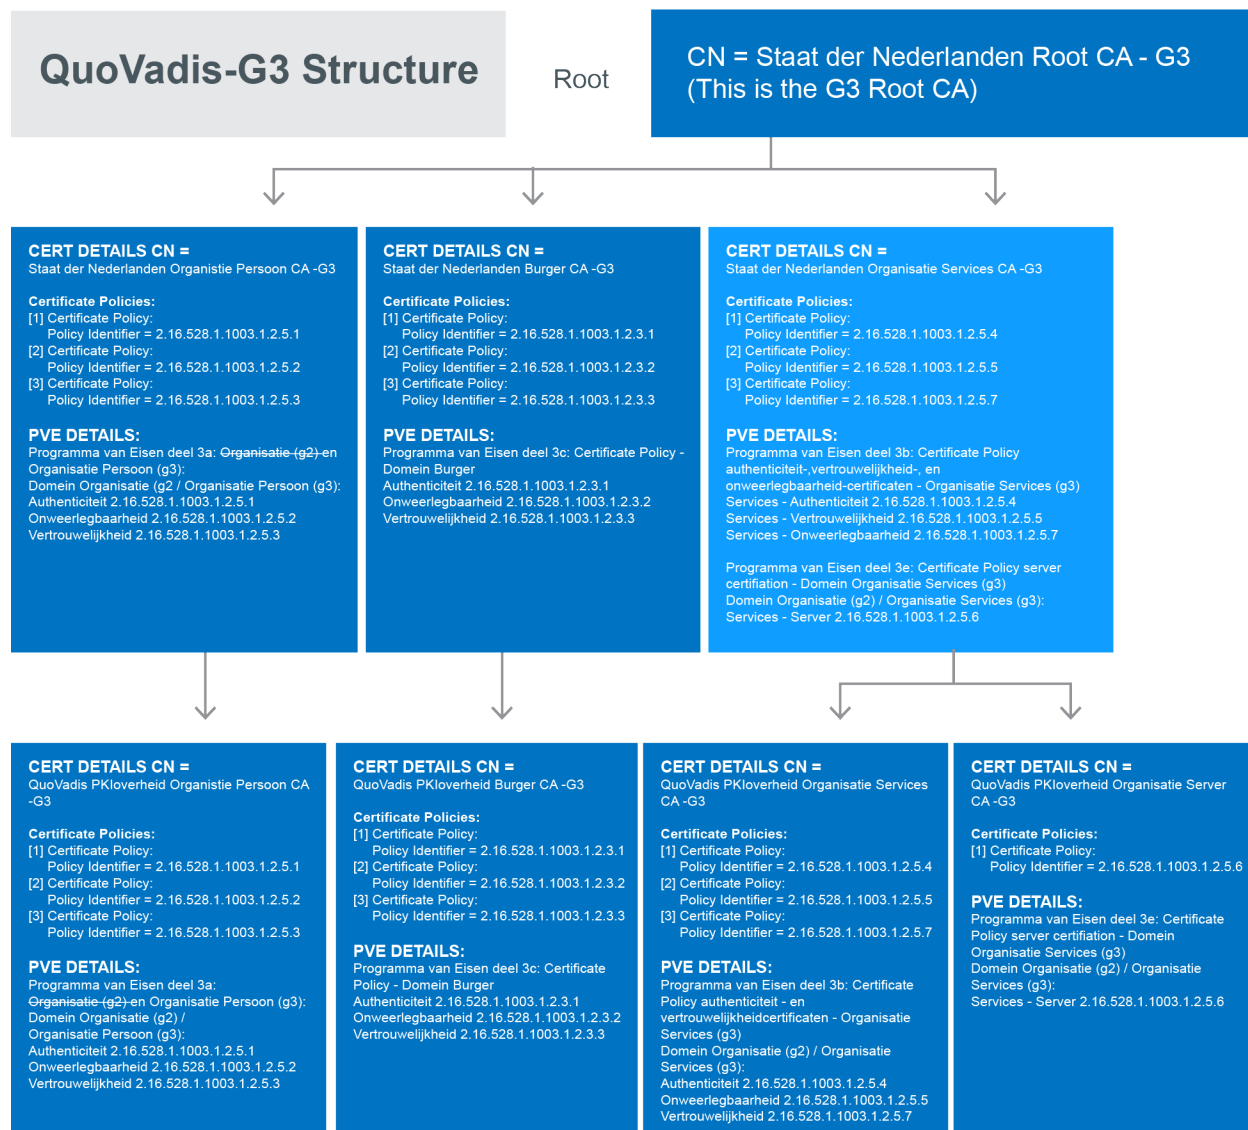 QuoVadis-G3 Structure
Root
CN = Staat der Nederlanden Root CA - G3
(This is the G3 Root CA)
CERT DETAILS CN =
Staat der Nederlanden Organistie Persoon CA -G3
Certificate Policies:
[1] Certificate Policy:
Policy Identifier = 2.16.528.1.1003.1.2.5.1
[2] Certificate Policy:
Policy Identifier = 2.16.528.1.1003.1.2.5.2
[3] Certificate Policy:
Policy Identifier = 2.16.528.1.1003.1.2.5.3
PVE DETAILS:
Programma van Eisen deel 3a: Organisatie (g2) en
Organisatie Persoon (g3):
Domein Organisatie (g2 / Organisatie Persoon (g3):
Authenticiteit 2.16.528.1.1003.1.2.5.1
Onweerlegbaarheid 2.16.528.1.1003.1.2.5.2
Vertrouwelijkheid 2.16.528.1.1003.1.2.5.3
CERT DETAILS CN =
Staat der Nederlanden Burger CA -G3
Certificate Policies:
[1] Certificate Policy:
Policy Identifier = 2.16.528.1.1003.1.2.3.1
[2] Certificate Policy:
Policy Identifier = 2.16.528.1.1003.1.2.3.2
[3] Certificate Policy:
Policy Identifier = 2.16.528.1.1003.1.2.3.3
PVE DETAILS:
Programma van Eisen deel 3c: Certificate Policy -
Domein Burger
Authenticiteit 2.16.528.1.1003.1.2.3.1
Onweerlegbaarheid 2.16.528.1.1003.1.2.3.2
Vertrouwelijkheid 2.16.528.1.1003.1.2.3.3
CERT DETAILS CN =
Staat der Nederlanden Organisatie Services CA -G3
Certificate Policies:
[1] Certificate Policy:
Policy Identifier = 2.16.528.1.1003.1.2.5.4
[2] Certificate Policy:
Policy Identifier = 2.16.528.1.1003.1.2.5.5
[3] Certificate Policy:
Policy Identifier = 2.16.528.1.1003.1.2.5.7
PVE DETAILS:
Programma van Eisen deel 3b: Certificate Policy
authenticiteit-,vertrouwelijkheid-, en
onweerlegbaarheid-certificaten - Organisatie Services (g3)
Services - Authenticiteit 2.16.528.1.1003.1.2.5.4
Services - Vertrouwelijkheid 2.16.528.1.1003.1.2.5.5
Services - Onweerlegbaarheid 2.16.528.1.1003.1.2.5.7
Programma van Eisen deel 3e: Certificate Policy server
certifiation - Domein Organisatie Services (g3)
Domein Organisatie (g2) / Organisatie Services (g3):
Services - Server 2.16.528.1.1003.1.2.5.6
CERT DETAILS CN =
QuoVadis PKIoverheid Organistie Persoon CA
-G3
Certificate Policies:
[1] Certificate Policy:
Policy Identifier = 2.16.528.1.1003.1.2.5.1
[2] Certificate Policy:
Policy Identifier = 2.16.528.1.1003.1.2.5.2
[3] Certificate Policy:
Policy Identifier = 2.16.528.1.1003.1.2.5.3
PVE DETAILS:
Programma van Eisen deel 3a:
Organisatie (g2) en Organisatie Persoon (g3):
Domein Organisatie (g2) /
Organisatie Persoon (g3):
Authenticiteit 2.16.528.1.1003.1.2.5.1
Onweerlegbaarheid 2.16.528.1.1003.1.2.5.2
Vertrouwelijkheid 2.16.528.1.1003.1.2.5.3
CERT DETAILS CN =
QuoVadis PKIoverheid Burger CA -G3
Certificate Policies:
[1] Certificate Policy:
Policy Identifier = 2.16.528.1.1003.1.2.3.1
[2] Certificate Policy:
Policy Identifier = 2.16.528.1.1003.1.2.3.2
[3] Certificate Policy:
Policy Identifier = 2.16.528.1.1003.1.2.3.3
PVE DETAILS:
Programma van Eisen deel 3c: Certificate
Policy - Domein Burger
Authenticiteit 2.16.528.1.1003.1.2.3.1
Onweerlegbaarheid 2.16.528.1.1003.1.2.3.2
Vertrouwelijkheid 2.16.528.1.1003.1.2.3.3
CERT DETAILS CN =
QuoVadis PKIoverheid Organisatie Services
CA -G3
Certificate Policies:
[1] Certificate Policy:
Policy Identifier = 2.16.528.1.1003.1.2.5.4
[2] Certificate Policy:
Policy Identifier = 2.16.528.1.1003.1.2.5.5
[3] Certificate Policy:
Policy Identifier = 2.16.528.1.1003.1.2.5.7
PVE DETAILS:
Programma van Eisen deel 3b: Certificate
Policy authenticiteit - en
vertrouwelijkheidcertificaten - Organisatie
Services (g3)
Domein Organisatie (g2) / Organisatie
Services (g3):
Authenticiteit 2.16.528.1.1003.1.2.5.4
Onweerlegbaarheid 2.16.528.1.1003.1.2.5.5
Vertrouwelijkheid 2.16.528.1.1003.1.2.5.7
CERT DETAILS CN =
QuoVadis PKIoverheid Organisatie Server
CA -G3
Certificate Policies:
[1] Certificate Policy:
Policy Identifier = 2.16.528.1.1003.1.2.5.6
PVE DETAILS:
Programma van Eisen deel 3e: Certificate
Policy server certifiation - Domein
Organisatie Services (g3)
Domein Organisatie (g2) / Organisatie
Services (g3):
Services - Server 2.16.528.1.1003.1.2.5.6